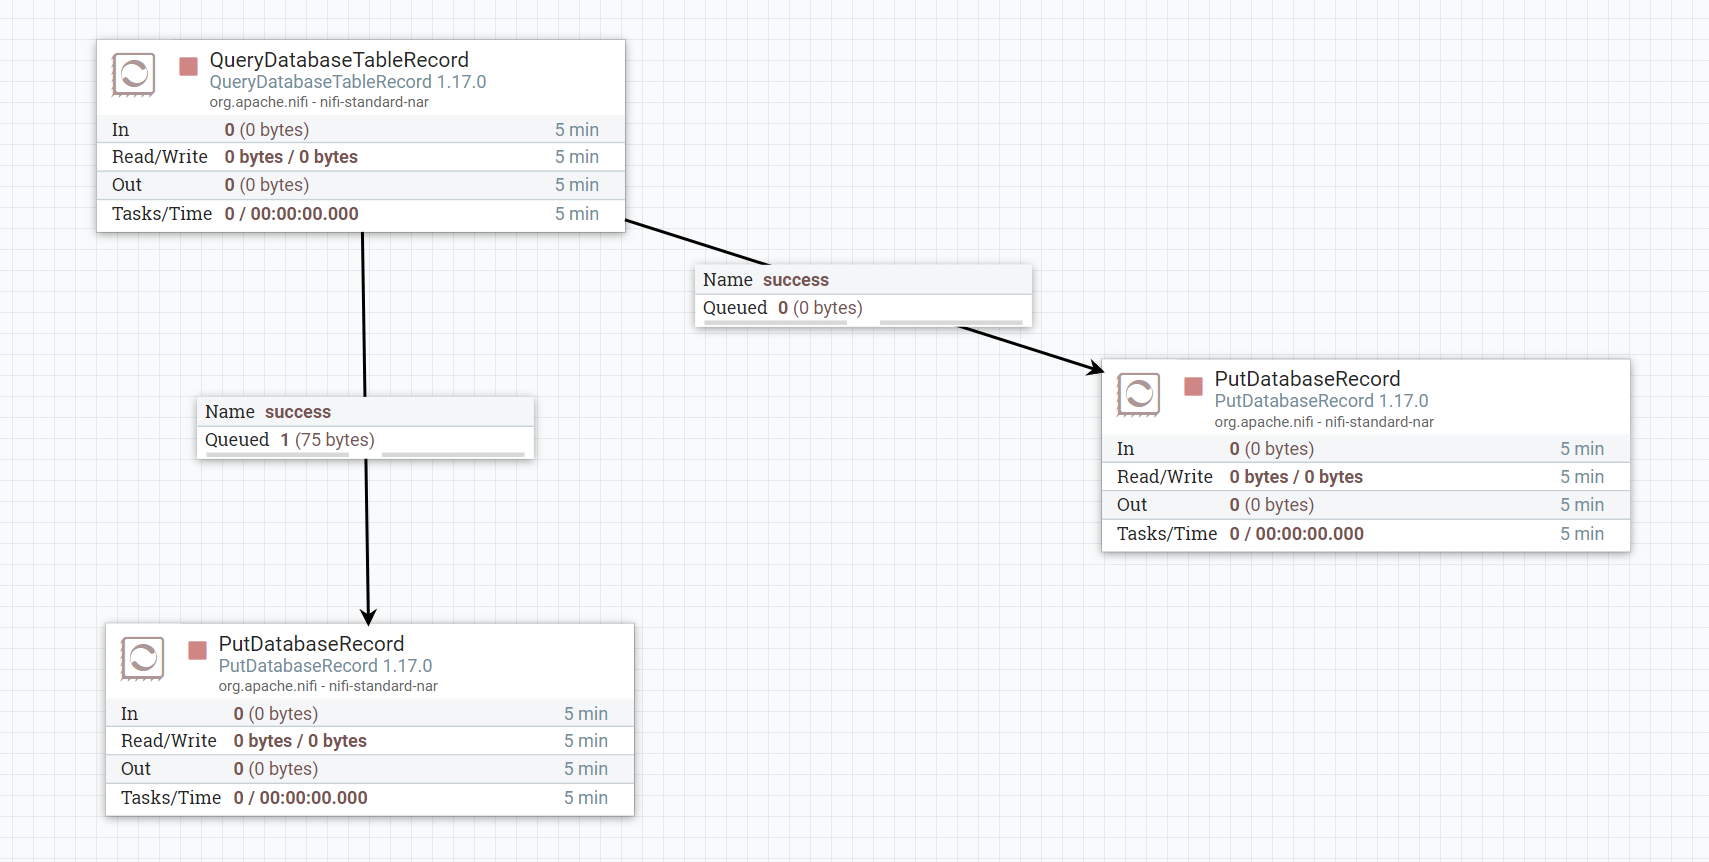 QueryDatabaseTableRecord
QueryDatabaseTableRecord 1.17.0
org.apache.nifi - nifi-standard-nar
In 0 (0 bytes) 5 min
Read/Write 0 bytes / 0 bytes 5 min
Out 0 (0 bytes) 5 min
Tasks/Time 0 / 00:00:00.000 5 min
Name success
Queued 0 (0 bytes)
PutDatabaseRecord
PutDatabaseRecord 1.17.0
org.apache.nifi - nifi-standard-nar
In 0 (0 bytes) 5 min
Read/Write 0 bytes / 0 bytes 5 min
Out 0 (0 bytes) 5 min
Tasks/Time 0 / 00:00:00.000 5 min
Name success
Queued 1 (75 bytes)
PutDatabaseRecord
PutDatabaseRecord 1.17.0
org.apache.nifi - nifi-standard-nar
In 0 (0 bytes) 5 min
Read/Write 0 bytes / 0 bytes 5 min
Out 0 (0 bytes) 5 min
Tasks/Time 0 / 00:00:00.000 5 min